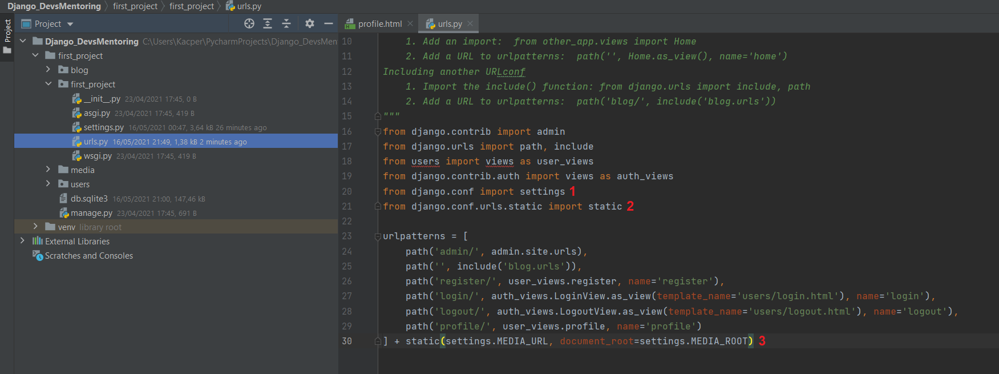 Django_DevsMentoring first_project first_project urls.py
Project
Project
profile.html urls.py
Django_DevsMentoring C:\Users\Kacper\PycharmProjects\Django_DevsMen
first_project
blog
first_project
__init__.py 23/04/2021 17:45, 0 B
asgi.py 23/04/2021 17:45, 419 B
settings.py 16/05/2021 00:47, 3,64 kB 26 minutes ago
urls.py 16/05/2021 21:49, 1,38 kB 2 minutes ago
wsgi.py 23/04/2021 17:45, 419 B
media
users
db.sqlite3 16/05/2021 21:00, 147,46 kB
manage.py 23/04/2021 17:45, 691 B
venv library root
External Libraries
Scratches and Consoles
10 1. Add an import:  from other_app.views import Home
11 2. Add a URL to urlpatterns:  path('', Home.as_view(), name='home')
12 Including another URLconf
13 1. Import the include() function: from django.urls import include, path
14 2. Add a URL to urlpatterns:  path('blog/', include('blog.urls'))
15 """
16 from django.contrib import admin
17 from django.urls import path, include
18 from users import views as user_views
19 from django.contrib.auth import views as auth_views
20 from django.conf import settings 1
21 from django.conf.urls.static import static 2
22
23 urlpatterns = [
24 path('admin/', admin.site.urls),
25 path('', include('blog.urls')),
26 path('register/', user_views.register, name='register'),
27 path('login/', auth_views.LoginView.as_view(template_name='users/login.html'), name='login'),
28 path('logout/', auth_views.LogoutView.as_view(template_name='users/logout.html'), name='logout'),
29 path('profile/', user_views.profile, name='profile')
30 ] + static(settings.MEDIA_URL, document_root=settings.MEDIA_ROOT) 3